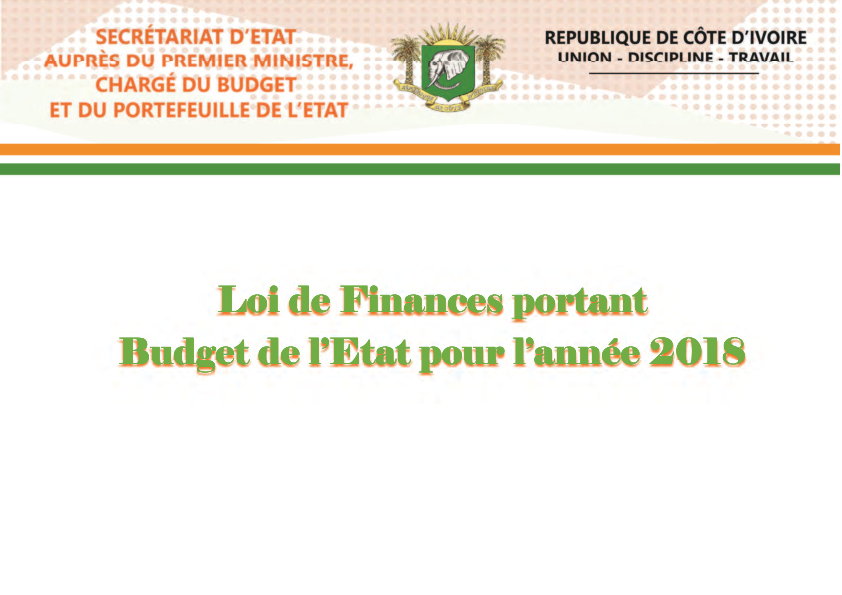 SECRÉTARIAT D'ETAT
AUPRÈS DU PREMIER MINISTRE,
CHARGÉ DU BUDGET
ET DU PORTEFEUILLE DE L'ETAT
REPUBLIQUE DE CÔTE D'IVOIRE
UNION - DISCIPLINE - TRAVAIL
Loi de Finances portant
Budget de l'Etat pour l'année 2018